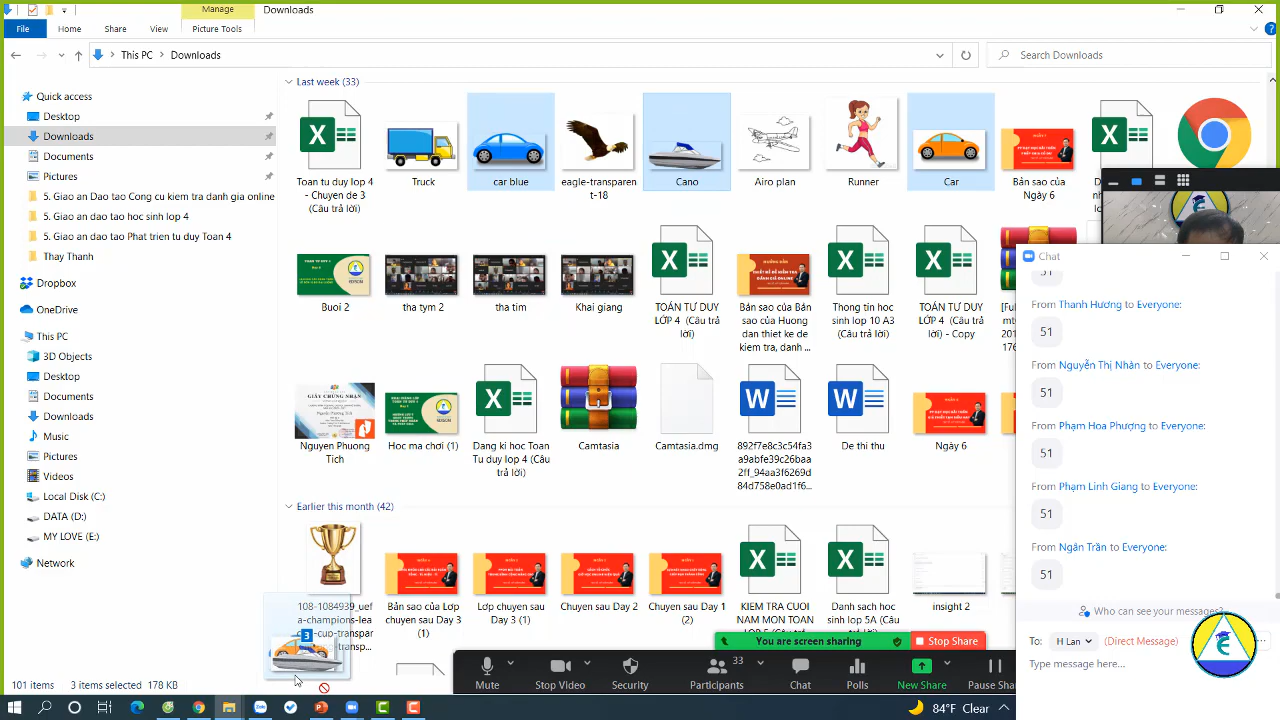 Manage
Downloads
File
Home
Share
View
Picture Tools
This PC
Downloads
Search Downloads
Quick access
Desktop
Downloads
Documents
Pictures
5. Giao an Dao tao Cong cu kiem tra danh gia online
5. Giao an dao tao hoc sinh lop 4
5. Giao an dao tao Phat trien tu duy Toan 4
Thay Thanh
Dropbox
OneDrive
This PC
3D Objects
Desktop
Documents
Downloads
Music
Pictures
Videos
Local Disk (C:)
DATA (D:)
MY LOVE (E:)
Network
Last week (33)
Toan tu duy lop 4
- Chuyen de 3
(Câu trả lời)
Truck
car blue
eagle-transparen
t-18
Cano
Airo plan
Runner
Car
Bản sao của
Ngày 6
Buoi 2
tha tym 2
tha tim
Khai giang
TOÁN TƯ DUY
LỚP 4 (Câu trả
lời)
Bản sao của Bản
sao của Huong
dan thiet ke de
kiem tra, danh ...
Thong tin hoc
sinh lop 10 A3
(Câu trả lời)
TOÁN TƯ DUY
LỚP 4 (Câu trả
lời) - Copy
Nguyen Phuong
Tich
Hoc ma chơi (1)
Dang kí học Toan
Tu duy lop 4 (Câu
trả lời)
Camtasia
Camtasia.dmg
892f7e8c3c54fa3
a9abfe39c26baa
2f2_94aa3f6269d
84d758e0ad1f6...
De thi thu
Ngày 6
Earlier this month (42)
108-1084939_uef
a-champions-lea
cup-transpar
3
Bản sao của Lop
chuyen sau Day 3
(1)
Lơp chuyen sau
Day 3
Chuyen sau Day 2
Chuyen sau Day 1
(2)
KIEM TRA CUOI
NAM MON TOAN
Danh sach hoc
sinh lop 5A (Câu
insight 2
101 items
3 items selected 178 KB
Chat
51
From Thanh Hương to Everyone:
51
From Nguyễn Thị Nhàn to Everyone:
51
From Phạm Hoa Phượng to Everyone:
51
From Phạm Linh Giang to Everyone:
51
From Ngân Trần to Everyone:
51
Who can see your messages?
To:
H Lan
(Direct Message)
Type message here...
You are screen sharing
Stop Share
Mute
Stop Video
Security
33
Participants
Chat
Polls
New Share
Pause Shar
84°F Clear